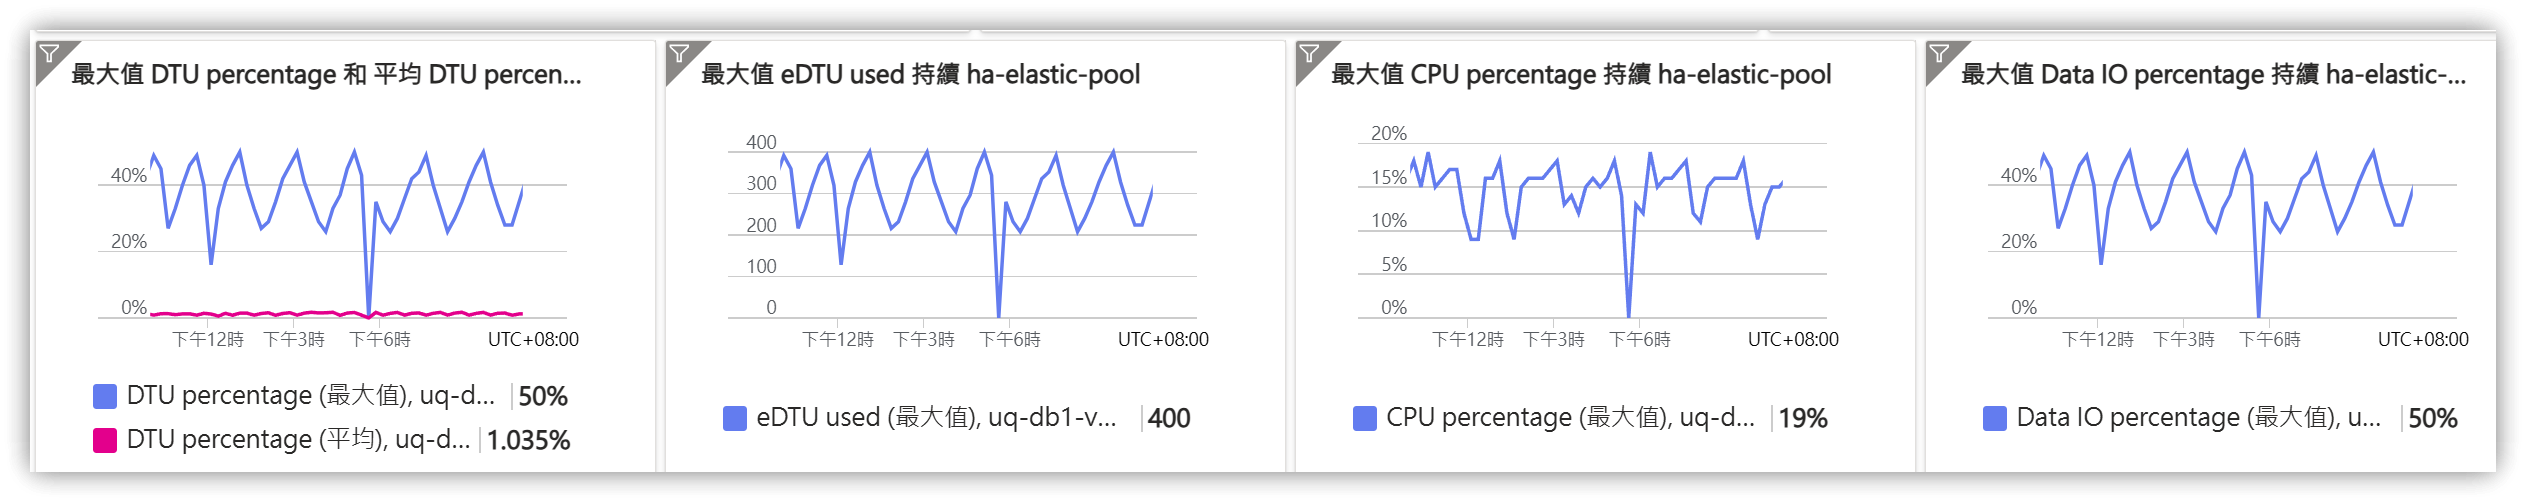 最大值 DTU percentage 和 平均 DTU percen...
40%
20%
0%
下午12時 下午3時 下午6時 UTC+08:00
DTU percentage (最大值), uq-d... 50%
DTU percentage (平均), uq-d... 1.035%
最大值 eDTU used 持續 ha-elastic-pool
400
300
200
100
0
下午12時 下午3時 下午6時 UTC+08:00
eDTU used (最大值), uq-db1-v... 400
最大值 CPU percentage 持續 ha-elastic-pool
20%
15%
10%
5%
0%
下午12時 下午3時 下午6時 UTC+08:00
CPU percentage (最大值), uq-d... 19%
最大值 Data IO percentage 持續 ha-elastic-...
40%
20%
0%
下午12時 下午3時 下午6時 UTC+08:00
Data IO percentage (最大值), u... 50%